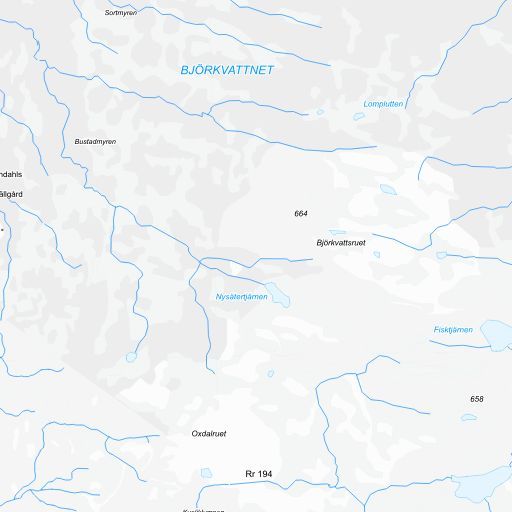 Sortmyren
BJÖRKVATTNET
Lomplutten
Bustadmyren
ndahls
ällgård
664
Björkvattsruet
Nysätertjärnen
Fisktjärnen
658
Oxdalruet
Rr 194